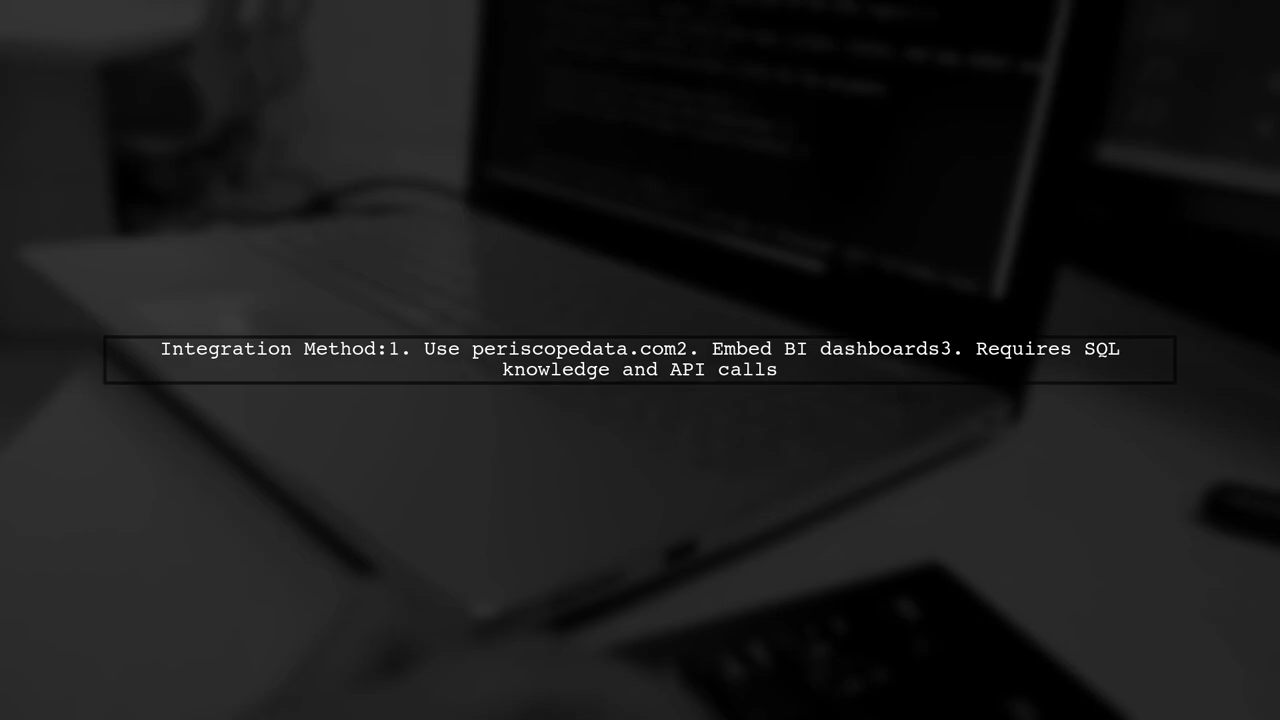 Integration Method:1. Use periscopedata.com2. Embed BI dashboards3. Requires SQL
knowledge and API calls